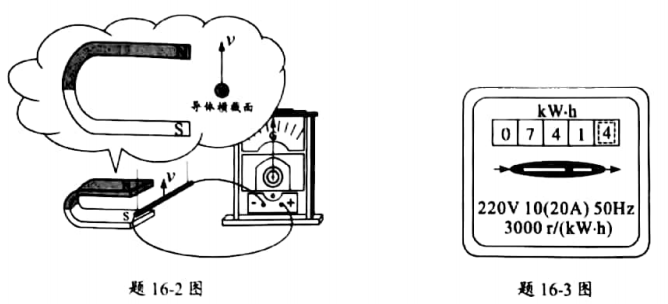 N
v
导体横截面
S
G
v
S
- +
题 16-2 图
kW·h
0 7 4 1 4
220V 10(20A) 50Hz
3000 r/(kW·h)
题 16-3 图